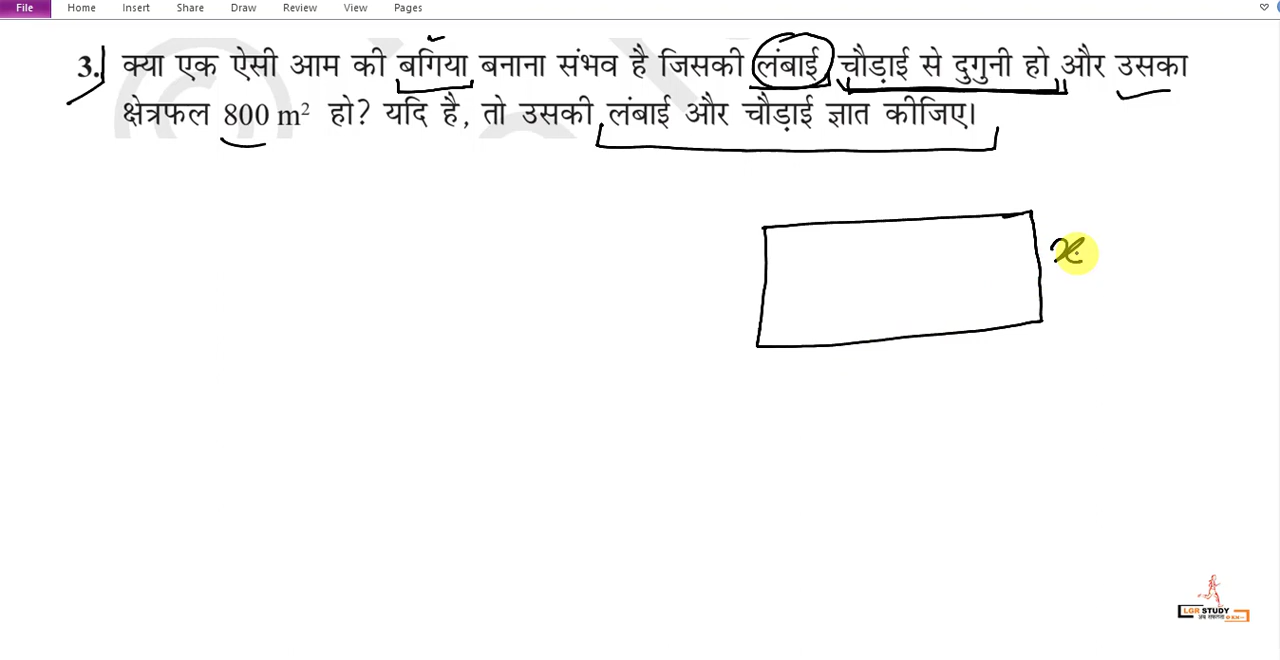 File Home Insert Share Draw Review View Pages
3. क्या एक ऐसी आम की बगिया बनाना संभव है जिसकी लंबाई, चौड़ाई से दुगुनी हो और उसका
क्षेत्रफल 800 m² हो? यदि है, तो उसकी लंबाई और चौड़ाई ज्ञात कीजिए।
x
LGR STUDY